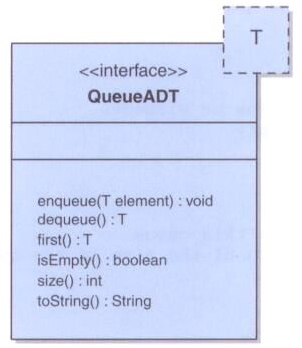 T
<<interface>>
QueueADT
enqueue(T element) : void
dequeue() : T
first() : T
isEmpty() : boolean
size() : int
toString() : String